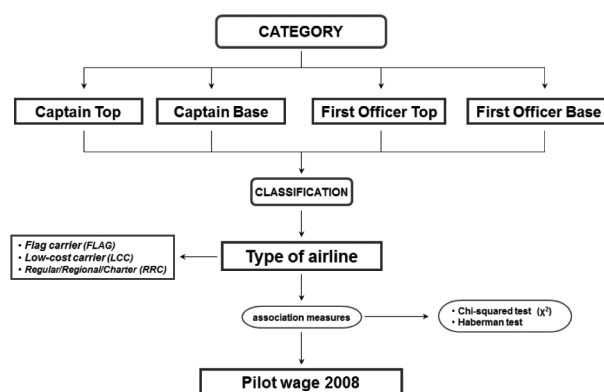 CATEGORY
Captain Top
Captain Base
First Officer Top
First Officer Base
CLASSIFICATION
• Flag carrier (FLAG)
• Low-cost carrier (LCC)
• Regular/Regional/Charter (RRC)
Type of airline
association measures
• Chi-squared test (χ²)
• Haberman test
Pilot wage 2008